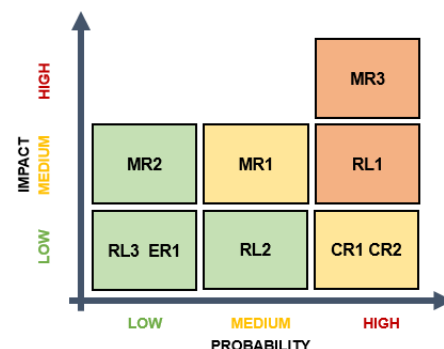 HIGH
MR3
IMPACT
MEDIUM
MR2
MR1
RL1
LOW
RL3 ER1
RL2
CR1 CR2
LOW
MEDIUM
HIGH
PROBABILITY